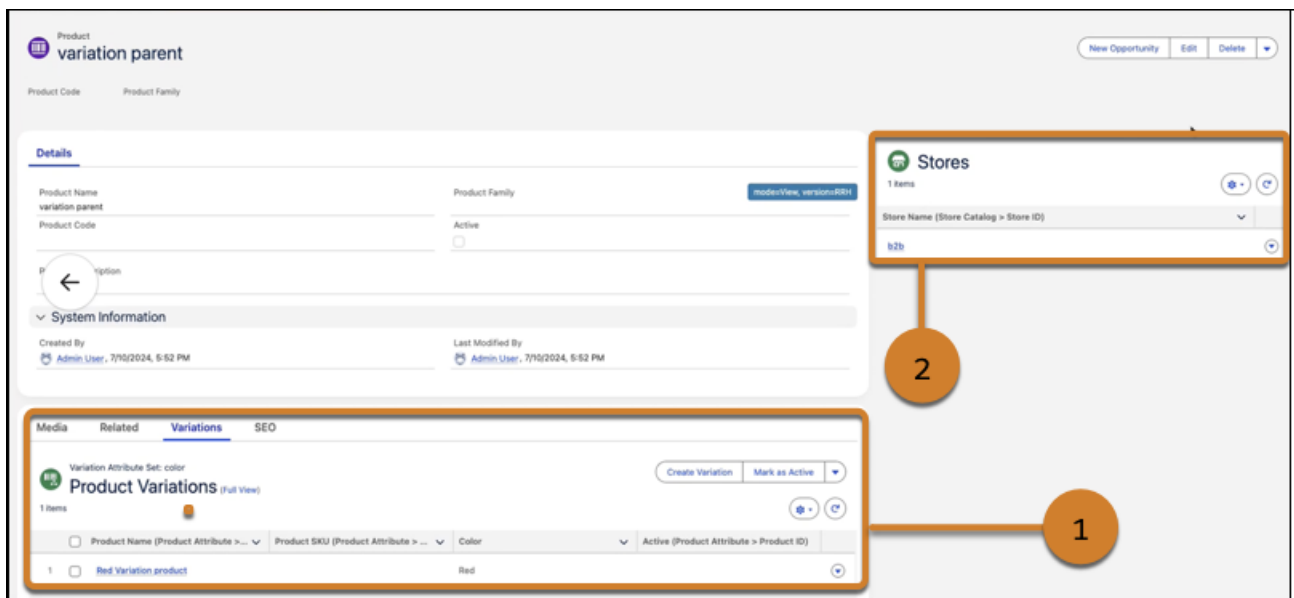 Product
variation parent
New Opportunity Edit Delete
Product Code Product Family
Details
Product Name
variation parent
Product Family
mode=View, version=RRH
Product Code
Active
System Information
Created By
Admin User, 7/10/2024, 5:52 PM
Last Modified By
Admin User, 7/10/2024, 5:52 PM
Stores
1 items
Store Name (Store Catalog > Store ID)
b2b
2
Media Related Variations SEO
Variation Attribute Set: color
Product Variations (Full View)
Create Variation Mark as Active
1 items
Product Name (Product Attribute >... Product SKU (Product Attribute > ... Color Active (Product Attribute > Product ID)
1 Red Variation product Red
1